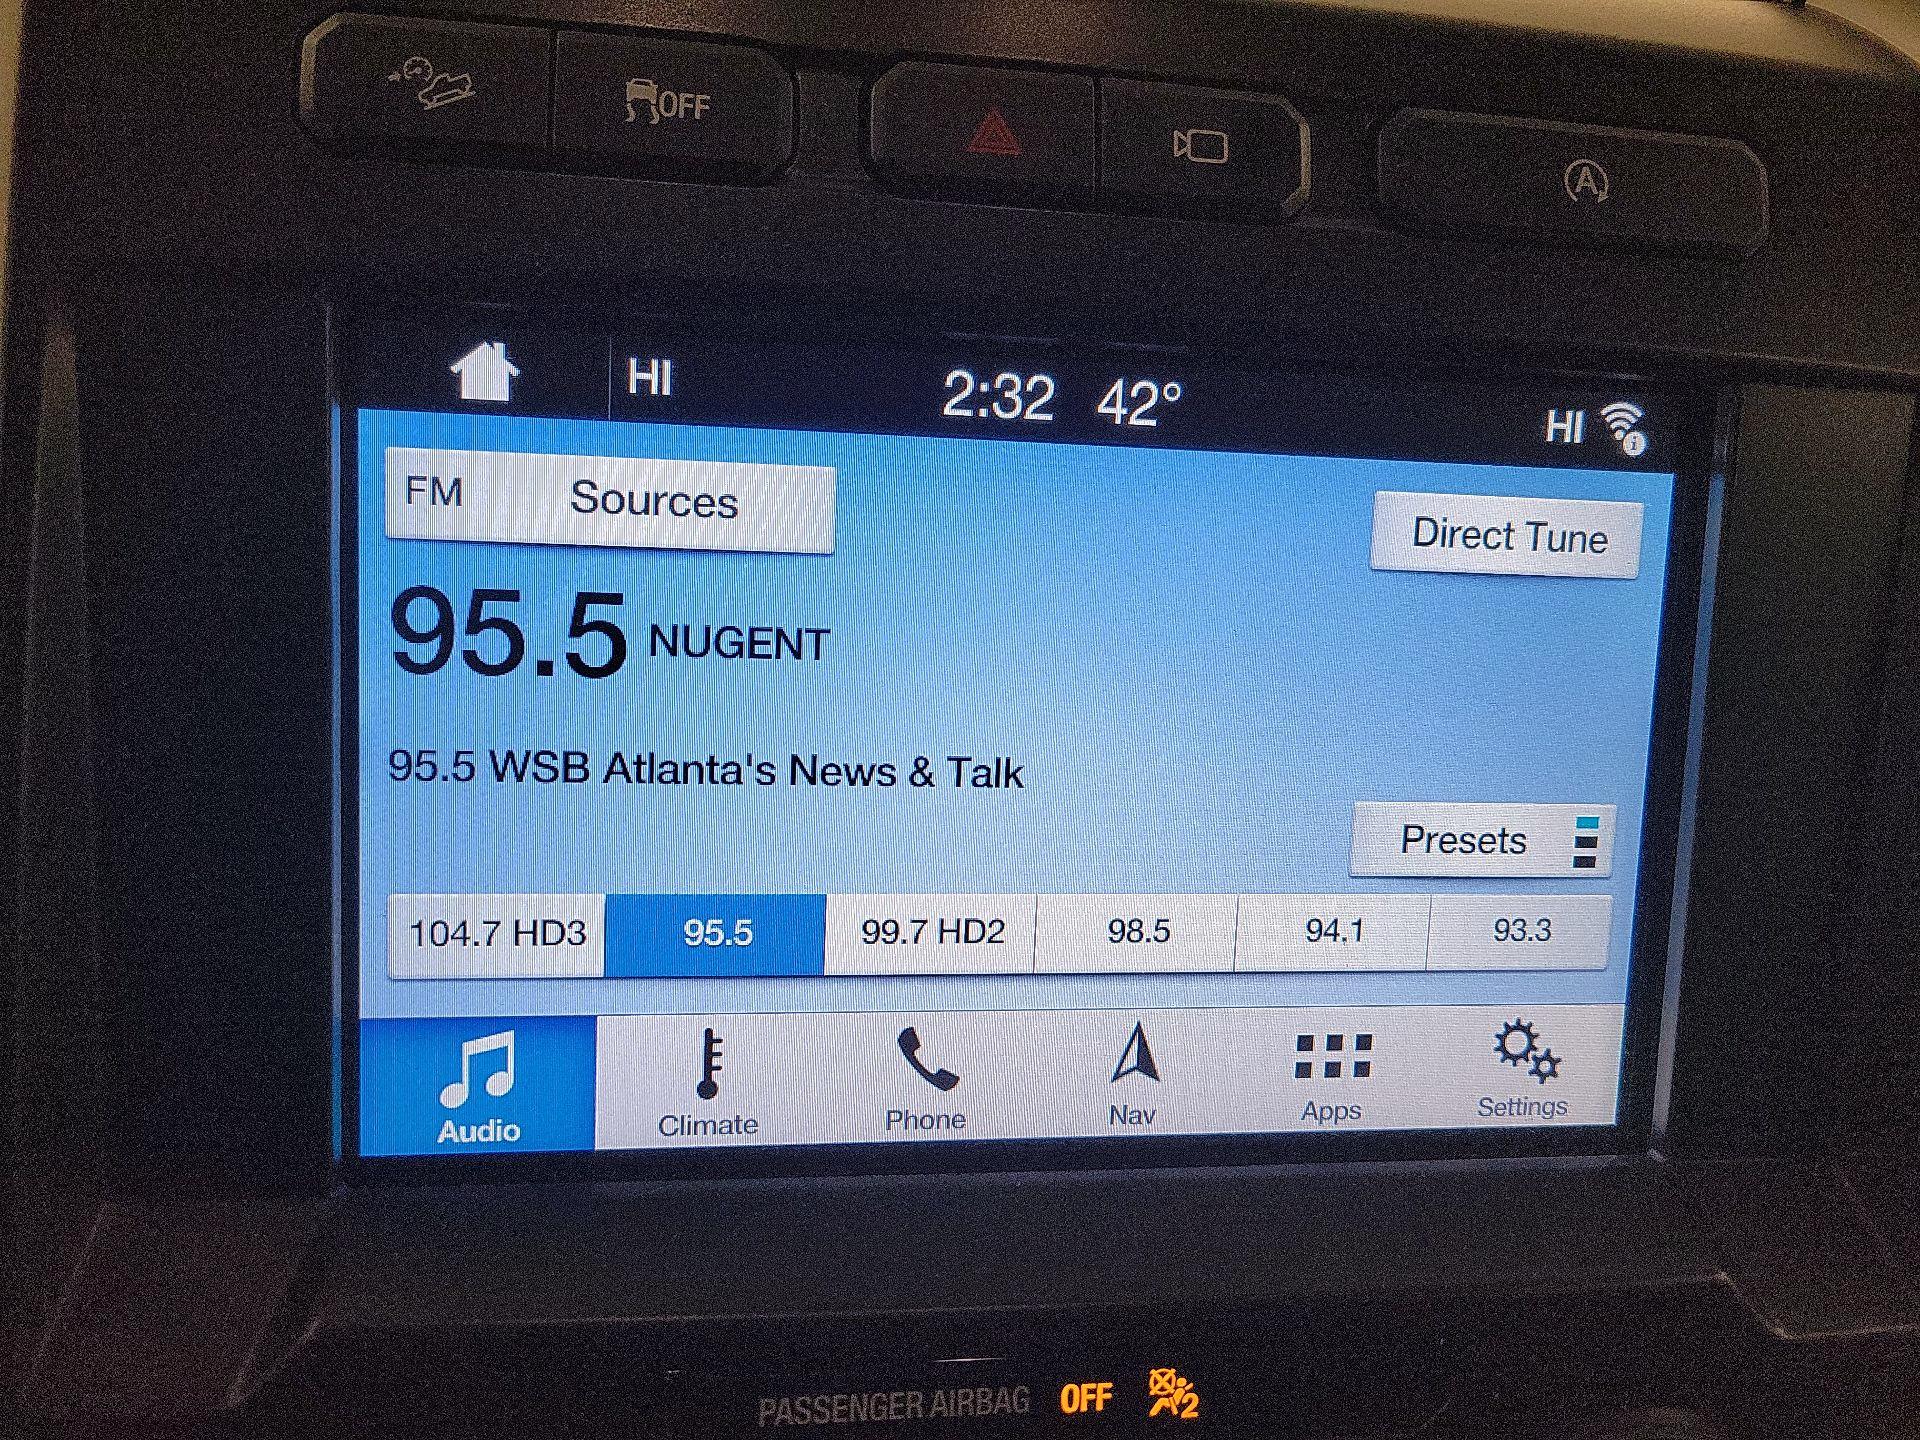 OFF
A
HI 2:32 42° HI
FM Sources Direct Tune
95.5 NUGENT
95.5 WSB Atlanta's News & Talk
Presets
104.7 HD3 95.5 99.7 HD2 98.5 94.1 93.3
Audio Climate Phone Nav Apps Settings
PASSENGER AIRBAG OFF 2